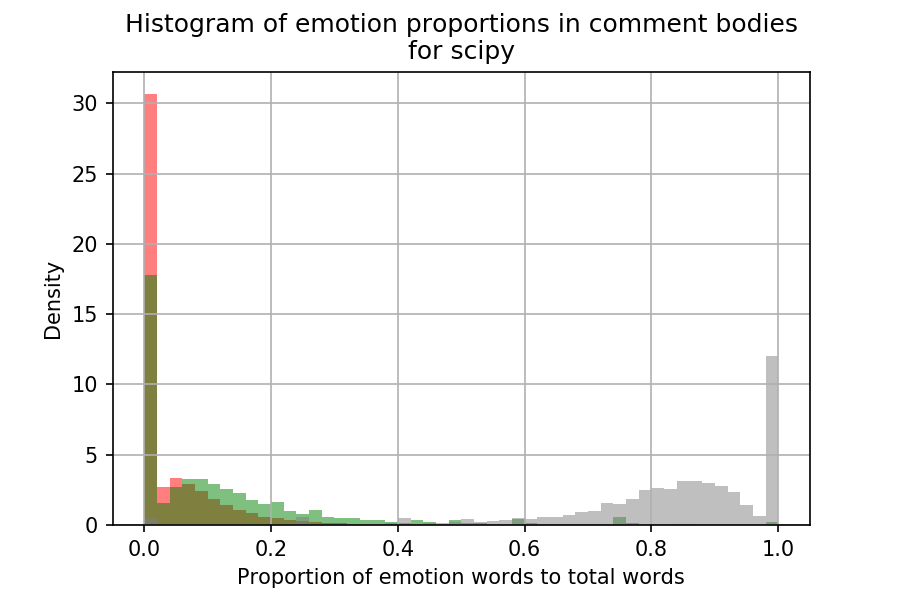 Histogram of emotion proportions in comment bodies
for scipy
30
25
20
15
10
5
0
Density
0.0 0.2 0.4 0.6 0.8 1.0
Proportion of emotion words to total words